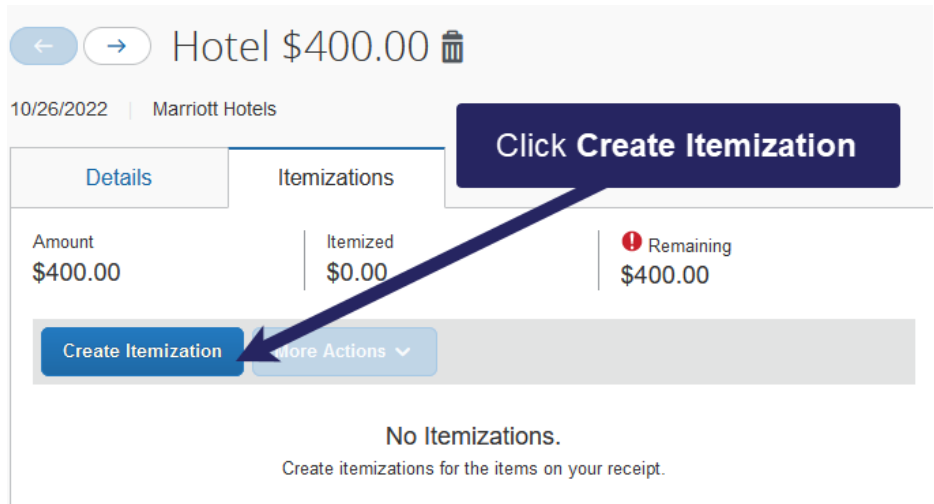 Hotel $400.00
10/26/2022 Marriott Hotels
Click Create Itemization
Details Itemizations
Amount Itemized Remaining
$400.00 $0.00 $400.00
Create Itemization More Actions
No Itemizations.
Create itemizations for the items on your receipt.